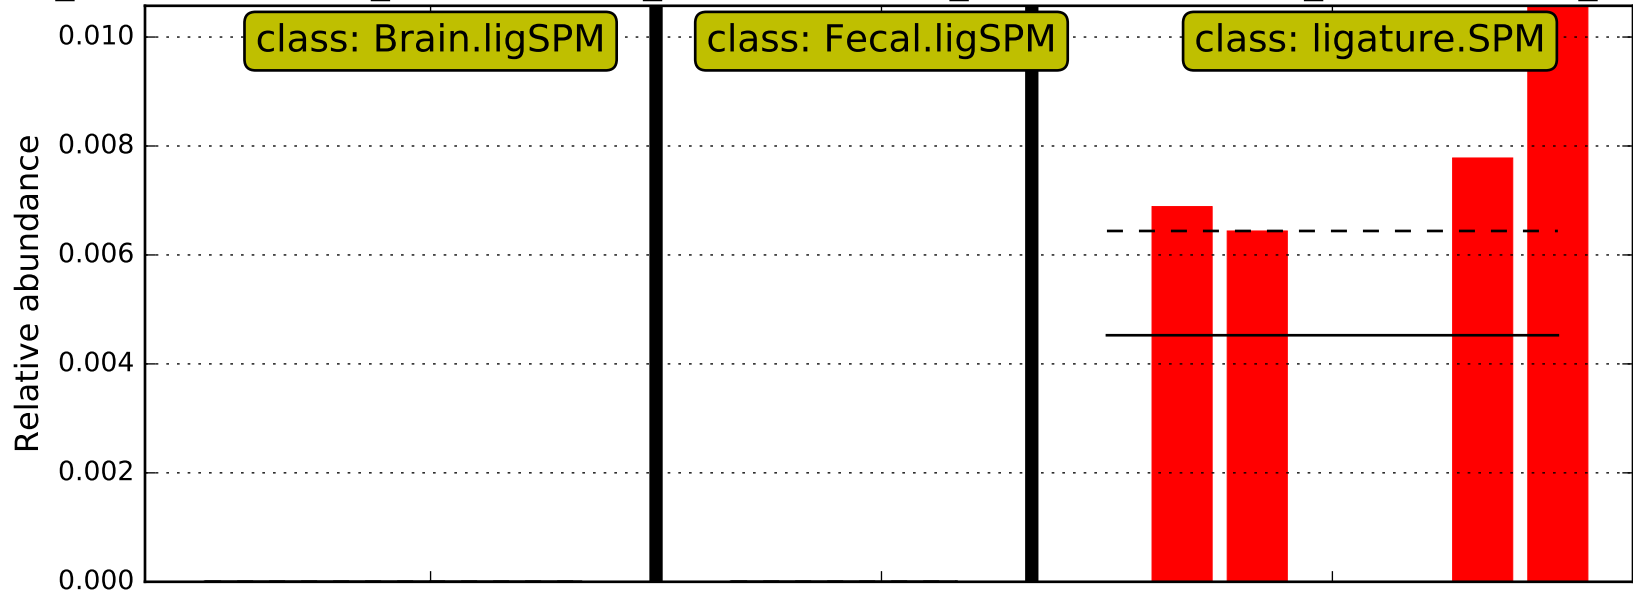 class: Brain.ligSPM
class: Fecal.ligSPM
class: ligature.SPM
Relative abundance
0.010
0.008
0.006
0.004
0.002
0.000